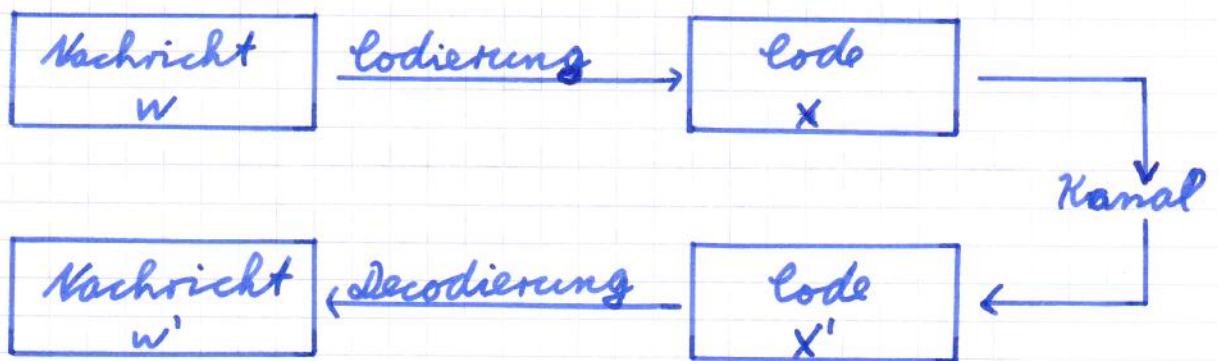 Nachricht Codierung Code
w x
Kanal
Nachricht Decodierung Code
w' x'